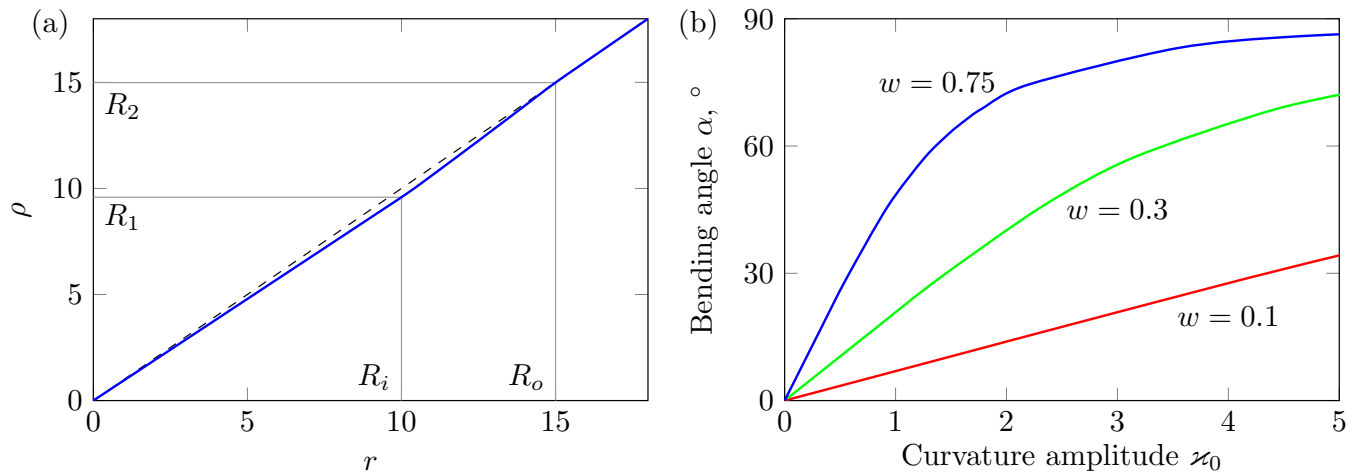 (a)
ρ
15
10
5
0
R₂
R₁
Rᵢ
Rₒ
0
5
10
15
r
(b)
Bending angle α, °
90
60
30
0
w = 0.75
w = 0.3
w = 0.1
0
1
2
3
4
5
Curvature amplitude ϰ₀